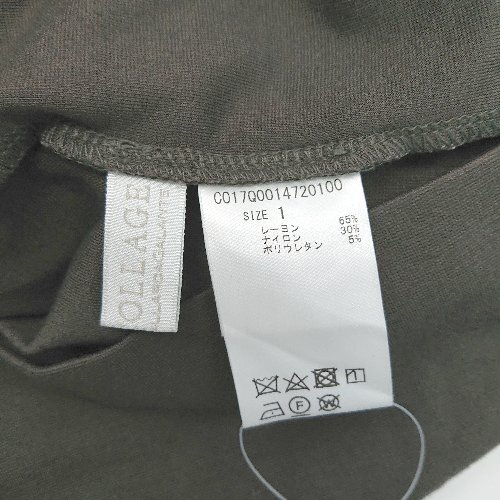 OLLAGE
C017Q0014720100
SIZE 1
レーヨン 65%
ナイロン 30%
ポリウレタン 5%
F
W